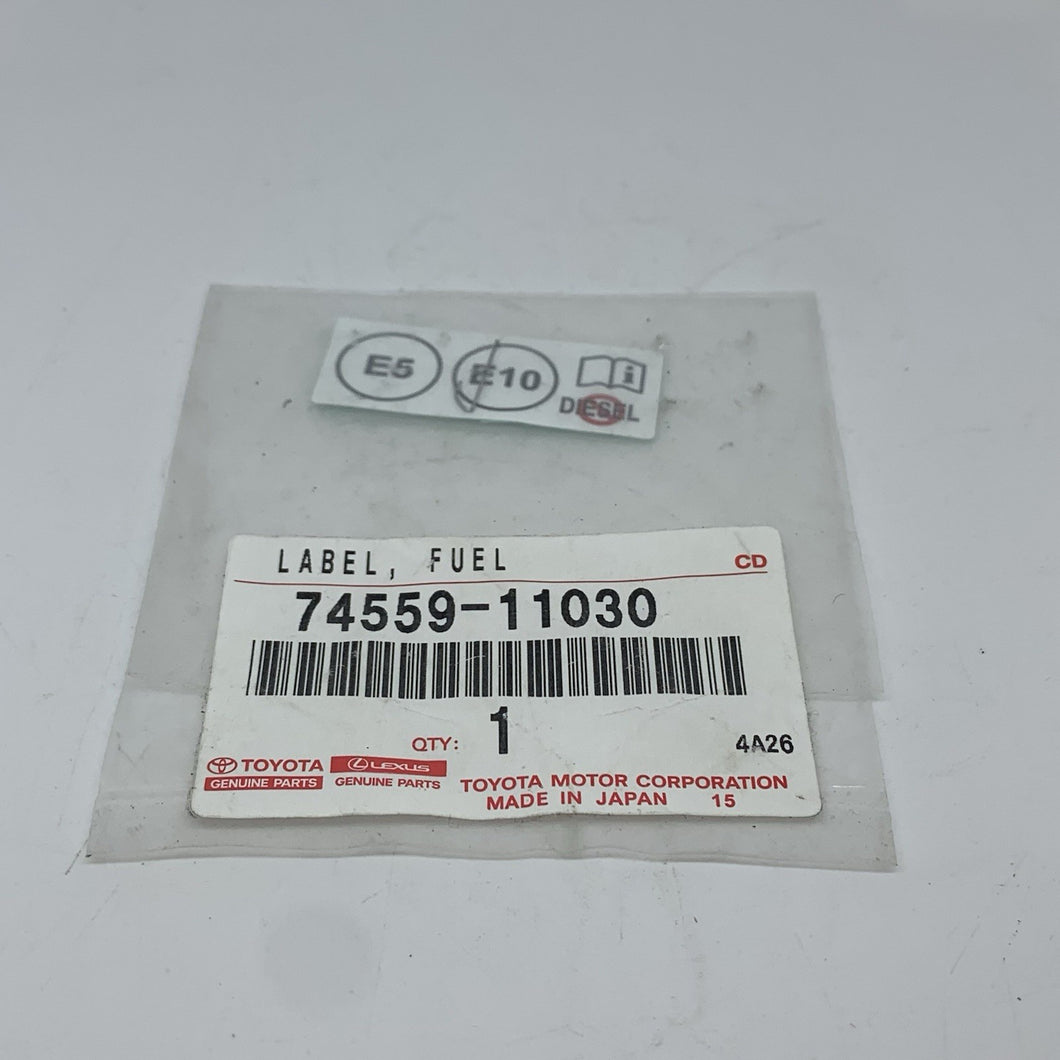 E5 E10 i
DIESEL
LABEL, FUEL CD
74559-11030
QTY: 1 4A26
TOYOTA LEXUS
GENUINE PARTS GENUINE PARTS
TOYOTA MOTOR CORPORATION
MADE IN JAPAN 15